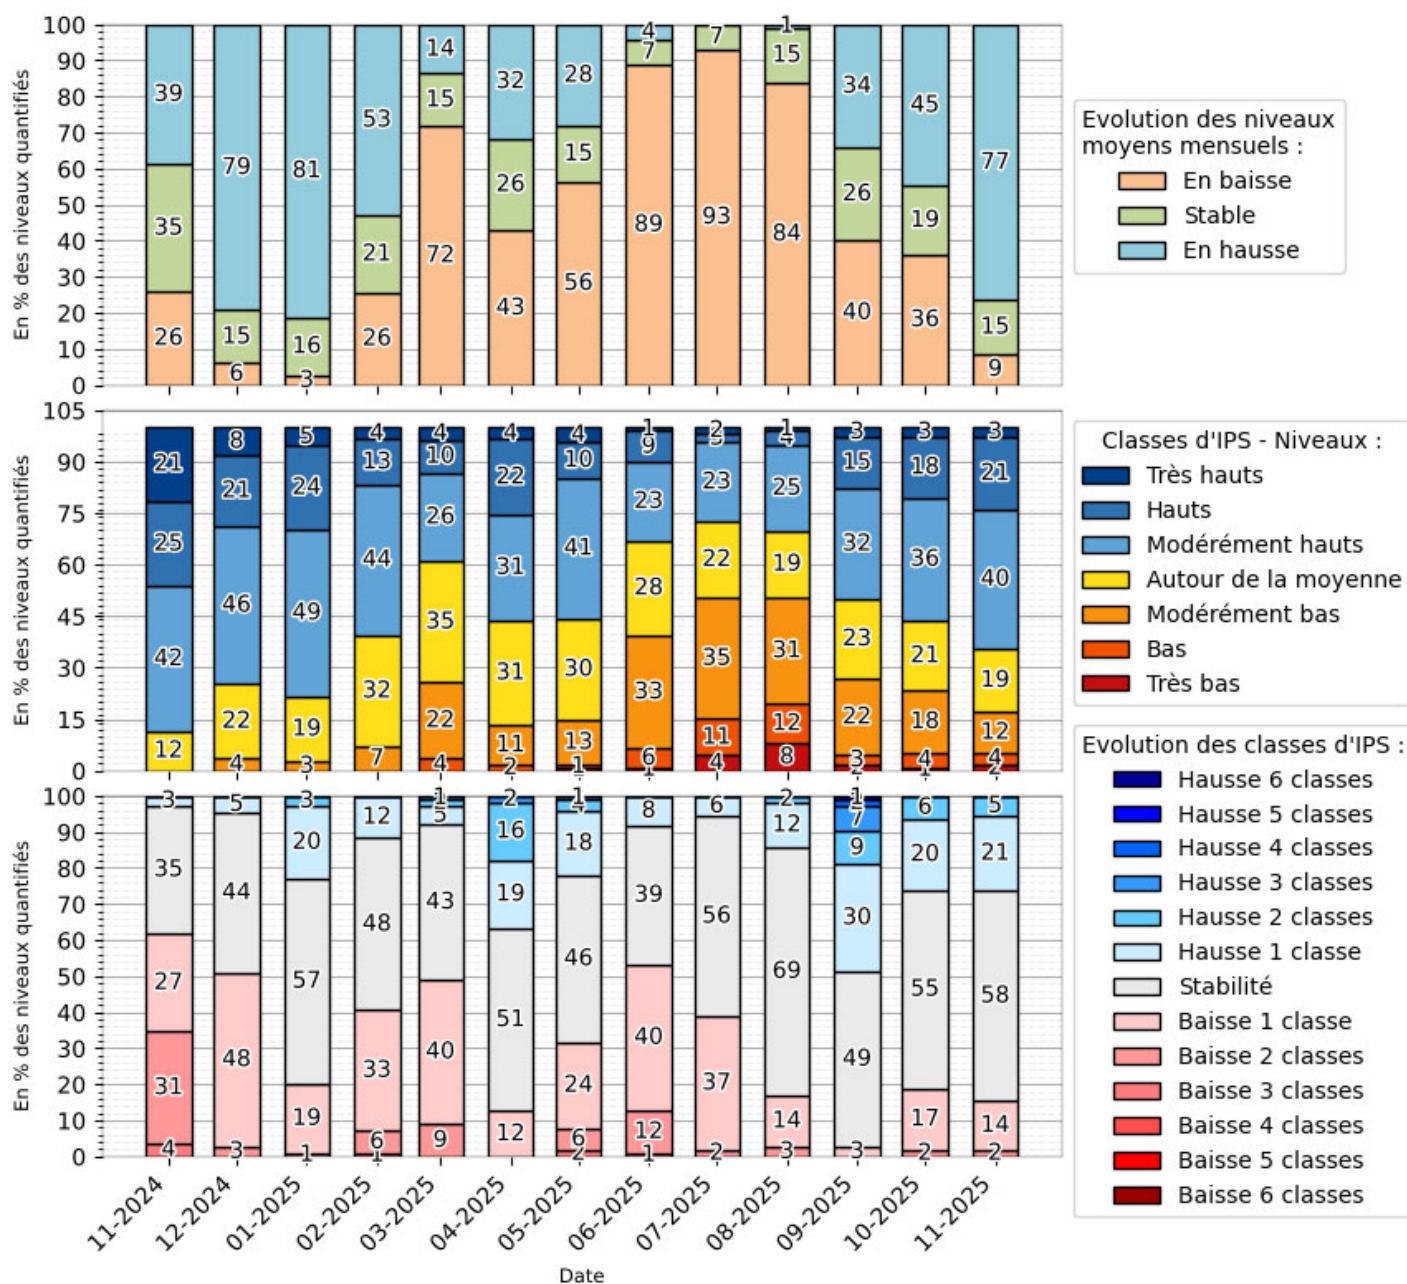 100
90
80
70
60
50
40
30
20
10
0
En % des niveaux quantifiés
39 79 81 53 14 32 28 4 7 1 34 45 77
35 15 16 21 15 26 15 7 93 15 26 19 15
26 6 3 26 72 43 56 89 84 40 36 9
Evolution des niveaux
moyens mensuels :
En baisse
Stable
En hausse
105
90
75
60
45
30
15
0
En % des niveaux quantifiés
21 25 42 12
8 21 46 22 4
5 24 49 19 3
4 13 44 32 7
4 10 26 35 22 4
4 22 31 31 11 2
4 10 41 30 13 1
1 9 23 28 33 6 1
2 23 22 35 11 4
1 4 25 19 31 12 8
3 15 32 23 22 3 2
3 18 36 21 18 4 1
3 21 40 19 12 4 2
Classes d'IPS - Niveaux :
Très hauts
Hauts
Modérément hauts
Autour de la moyenne
Modérément bas
Bas
Très bas
100
90
80
70
60
50
40
30
20
10
0
En % des niveaux quantifiés
3 35 27 31 4
5 44 48 3
3 20 57 19 1
12 48 33 6 1
1 5 43 40 9
2 16 19 51 12
1 4 18 46 24 6 2
8 39 40 12 1
6 56 37 2
2 12 69 14 3
1 7 9 30 49 3
6 20 55 17 2
5 21 58 14 2
Evolution des classes d'IPS :
Hausse 6 classes
Hausse 5 classes
Hausse 4 classes
Hausse 3 classes
Hausse 2 classes
Hausse 1 classe
Stabilité
Baisse 1 classe
Baisse 2 classes
Baisse 3 classes
Baisse 4 classes
Baisse 5 classes
Baisse 6 classes
11-2024 12-2024 01-2025 02-2025 03-2025 04-2025 05-2025 06-2025 07-2025 08-2025 09-2025 10-2025 11-2025
Date